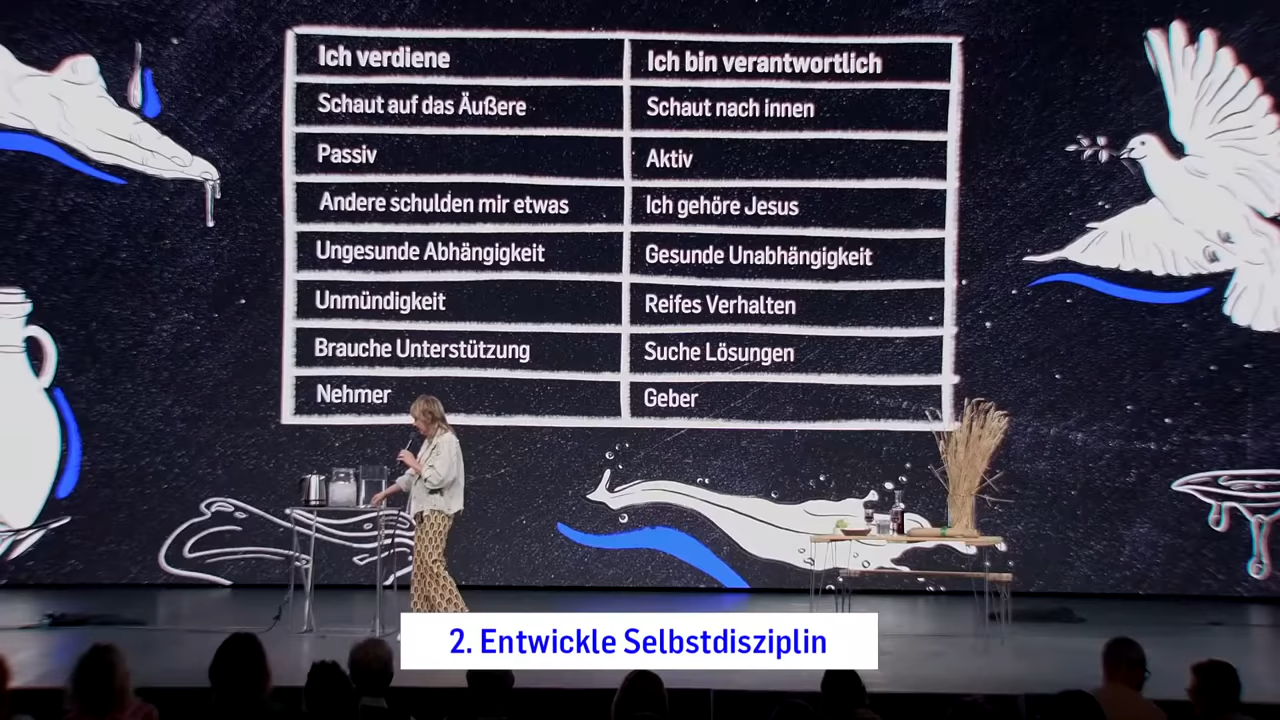 Ich verdiene
Ich bin verantwortlich
Schaut auf das Äußere
Schaut nach innen
Passiv
Aktiv
Andere schulden mir etwas
Ich gehöre Jesus
Ungesunde Abhängigkeit
Gesunde Unabhängigkeit
Unmündigkeit
Reifes Verhalten
Brauche Unterstützung
Suche Lösungen
Nehmer
Geber
2. Entwickle Selbstdisziplin